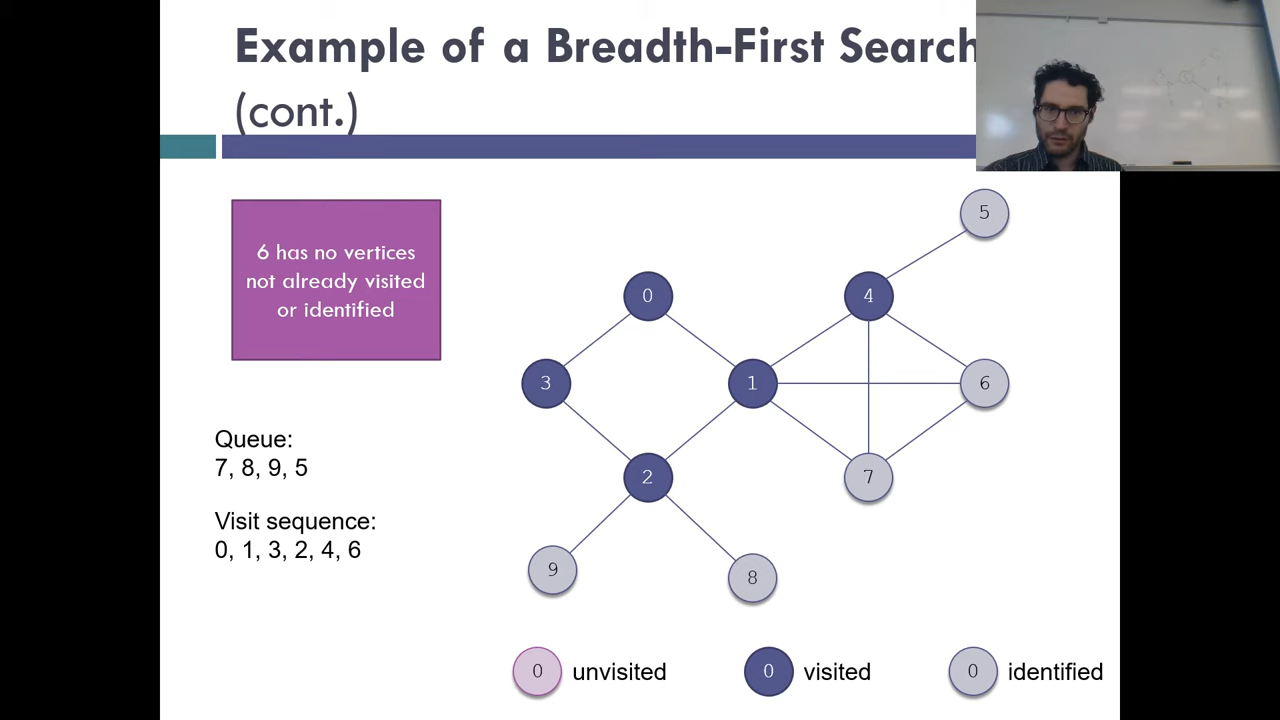 Example of a Breadth-First Search
(cont.)
6 has no vertices
not already visited
or identified
Queue:
7, 8, 9, 5
Visit sequence:
0, 1, 3, 2, 4, 6
5
0
4
3
1
6
2
7
9
8
0 unvisited
0 visited
0 identified